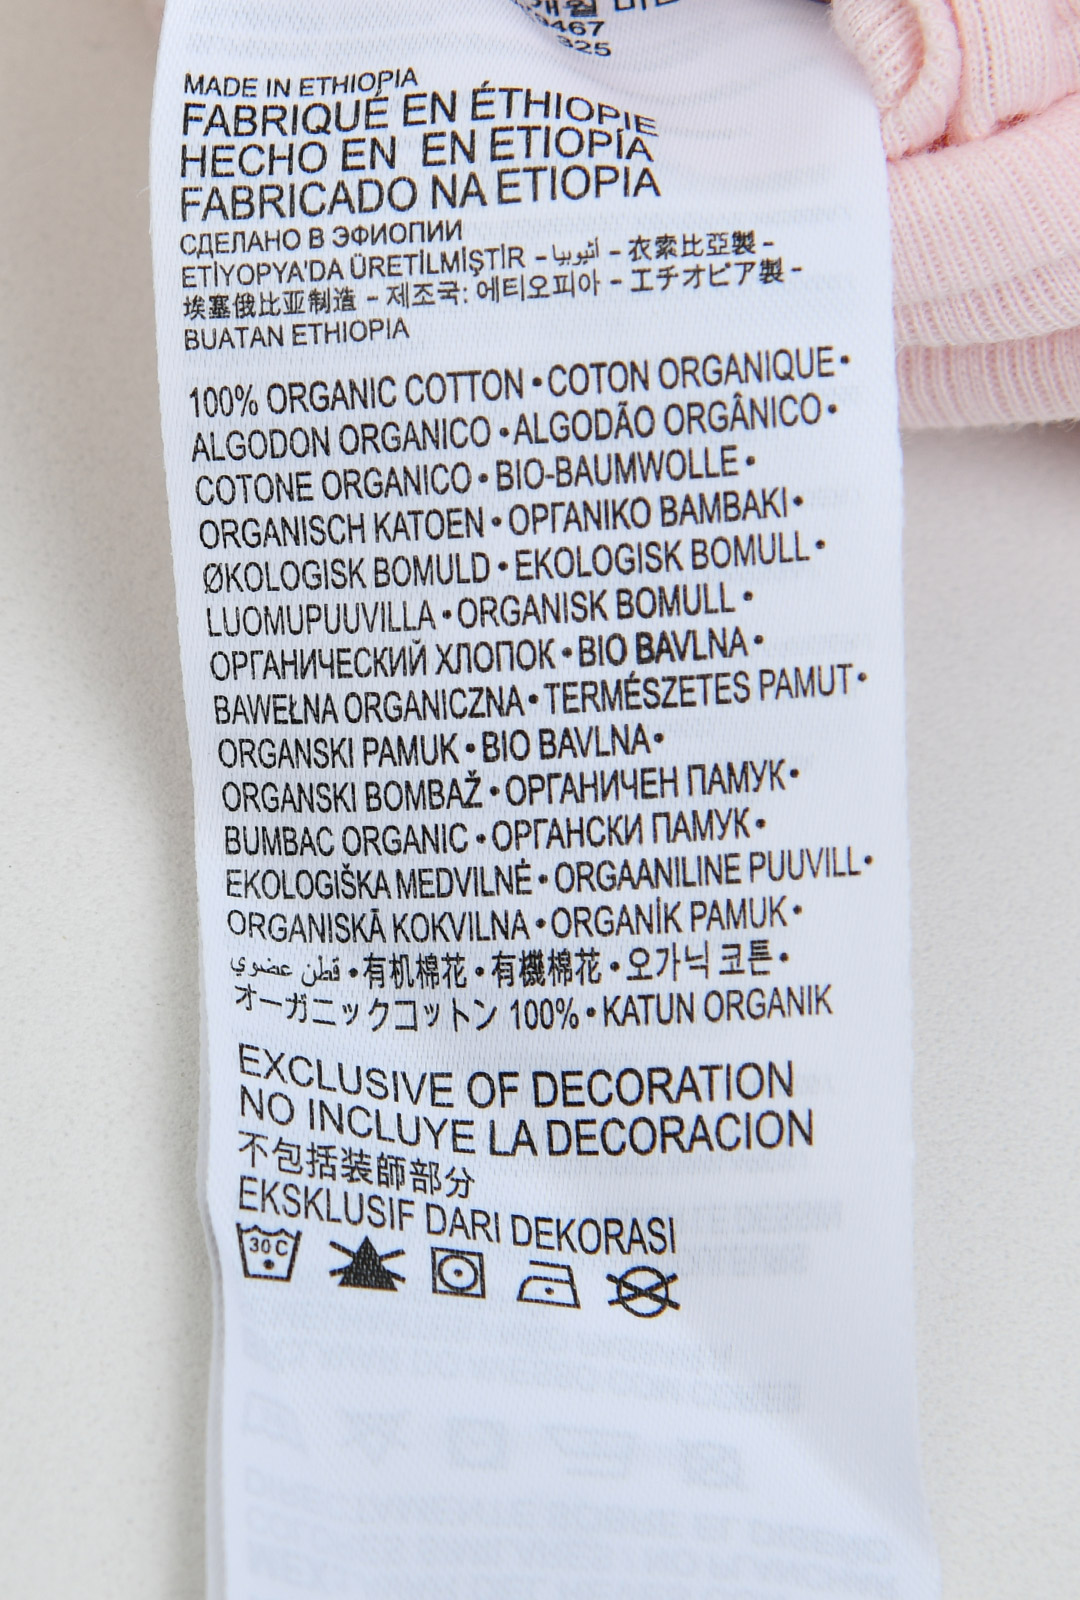 0467
325
MADE IN ETHIOPIA
FABRIQUÉ EN ÉTHIOPIE
HECHO EN EN ETIOPÍA
FABRICADO NA ETIOPIA
СДЕЛАНО В ЭФИОПИИ
ETİYOPYA'DA ÜRETİLMİŞTİR - أثيوبيا - 衣索比亞製 -
埃塞俄比亚制造 - 제조국: 에티오피아 - エチオピア製 -
BUATAN ETHIOPIA
100% ORGANIC COTTON • COTON ORGANIQUE •
ALGODON ORGANICO • ALGODÃO ORGÂNICO •
COTONE ORGANICO • BIO-BAUMWOLLE •
ORGANISCH KATOEN • ΟΡΓΑΝΙΚΟ ΒΑΜΒΑΚΙ •
ØKOLOGISK BOMULD • EKOLOGISK BOMULL •
LUOMUPUUVILLA • ORGANISK BOMULL •
ОРГАНИЧЕСКИЙ ХЛОПОК • BIO BAVLNA •
BAWEŁNA ORGANICZNA • TERMÉSZETES PAMUT •
ORGANSKI PAMUK • BIO BAVLNA •
ORGANSKI BOMBAŽ • ОРГАНИЧЕН ПАМУК •
BUMBAC ORGANIC • ОРГАНСКИ ПАМУК •
EKOLOGIŠKA MEDVILNĖ • ORGAANILINE PUUVILL •
ORGANISKĀ KOKVILNA • ORGANİK PAMUK •
قطن عضوي • 有机棉花 • 有機棉花 • 오가닉 코튼 •
オーガニックコットン 100% • KATUN ORGANIK
EXCLUSIVE OF DECORATION
NO INCLUYE LA DECORACION
不包括装師部分
EKSKLUSIF DARI DEKORASI
30 C